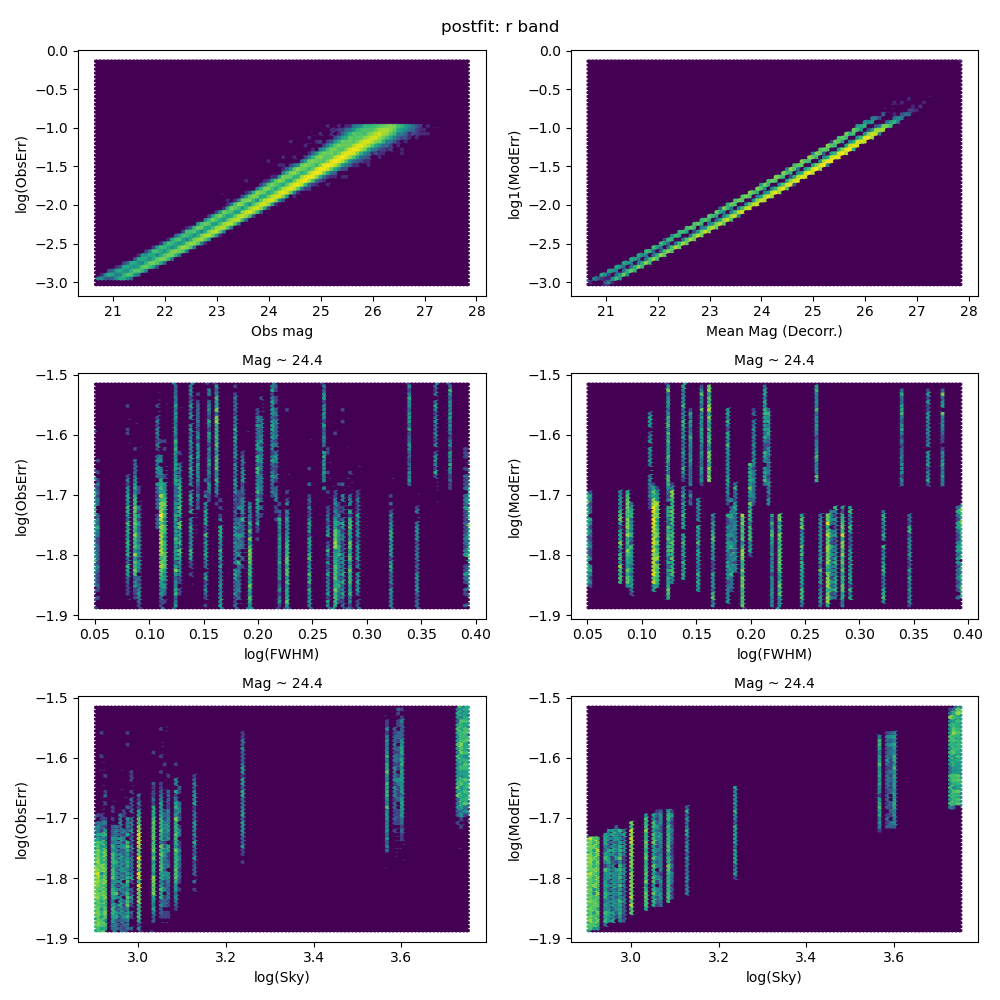 postfit: r band
0.0
−0.5
−1.0
−1.5
−2.0
−2.5
−3.0
log(ObsErr)
21 22 23 24 25 26 27 28
Obs mag
0.0
−0.5
−1.0
−1.5
−2.0
−2.5
−3.0
log1(ModErr)
21 22 23 24 25 26 27 28
Mean Mag (Decorr.)
Mag ~ 24.4
−1.5
−1.6
−1.7
−1.8
−1.9
log(ObsErr)
0.05 0.10 0.15 0.20 0.25 0.30 0.35 0.40
log(FWHM)
Mag ~ 24.4
−1.5
−1.6
−1.7
−1.8
−1.9
log(ModErr)
0.05 0.10 0.15 0.20 0.25 0.30 0.35 0.40
log(FWHM)
Mag ~ 24.4
−1.5
−1.6
−1.7
−1.8
−1.9
log(ObsErr)
3.0 3.2 3.4 3.6
log(Sky)
Mag ~ 24.4
−1.5
−1.6
−1.7
−1.8
−1.9
log(ModErr)
3.0 3.2 3.4 3.6
log(Sky)